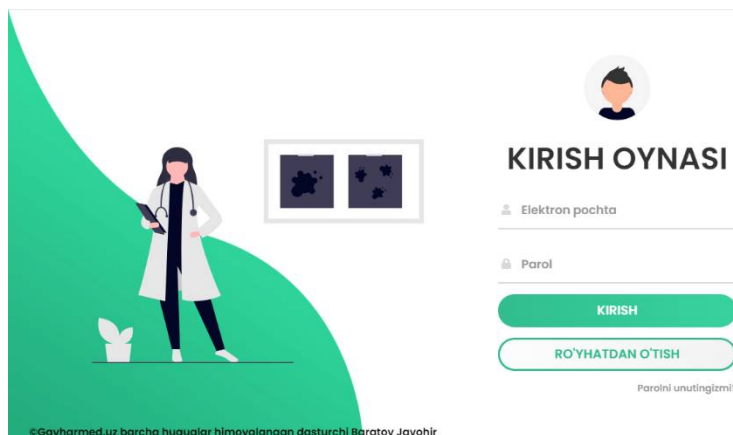 KIRISH OYNASI
Elektron pochta
Parol
KIRISH
RO'YHATDAN O'TISH
Parolni unutingizmi?
©Gavharmed.uz barcha huquqlar himoyalangan dasturchi Baratov Javohir